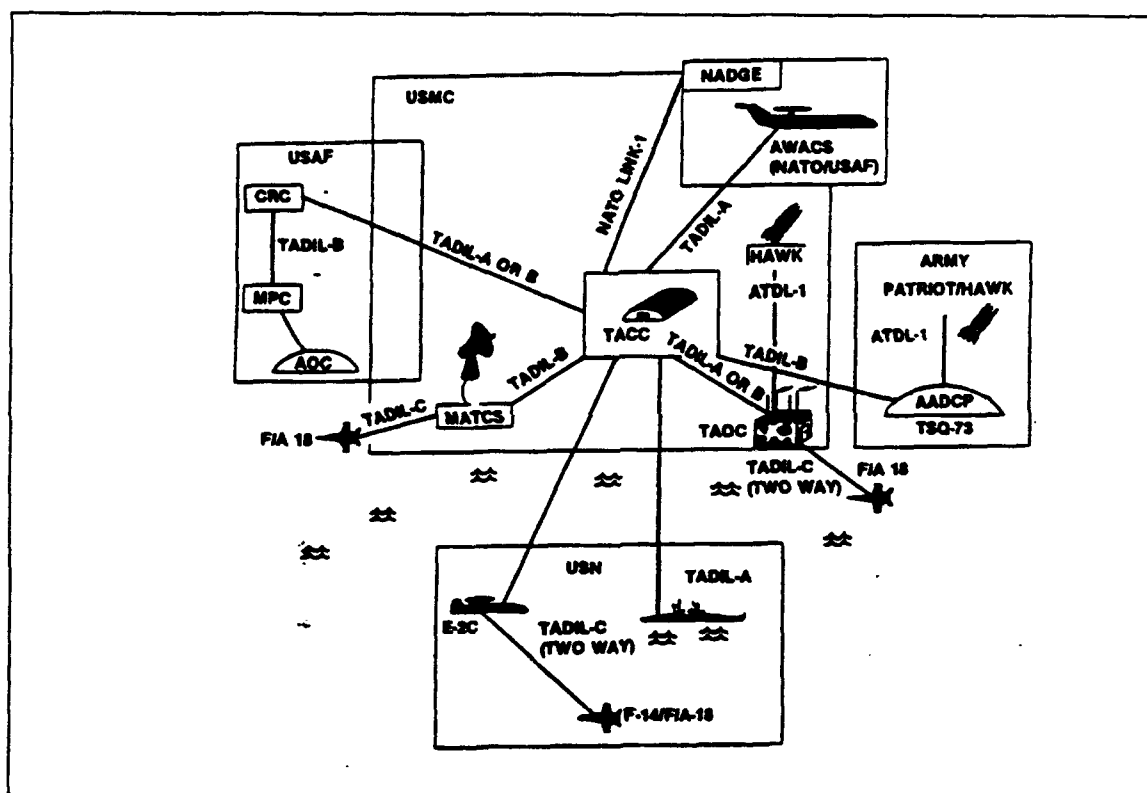 NADGE
USMC
AWACS
(NATO/USAF)
USAF
CRC
TADIL-B
MPC
AOC
NATO LINK-1
TADIL-A
TADIL-A OR B
HAWK
ATDL-1
ARMY
PATRIOT/HAWK
ATDL-1
AADCP
TSQ-73
TACC
TADIL-B
TADIL-A OR B
TADIL-B
TADIL-C
MATCS
F/A 18
TAOC
TADIL-C
(TWO WAY)
F/A 18
USN
TADIL-A
E-2C
TADIL-C
(TWO WAY)
F-14/F/A-18